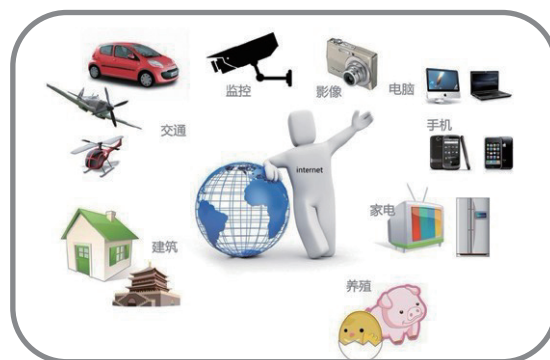 监控
影像
电脑
交通
手机
internet
家电
建筑
养殖